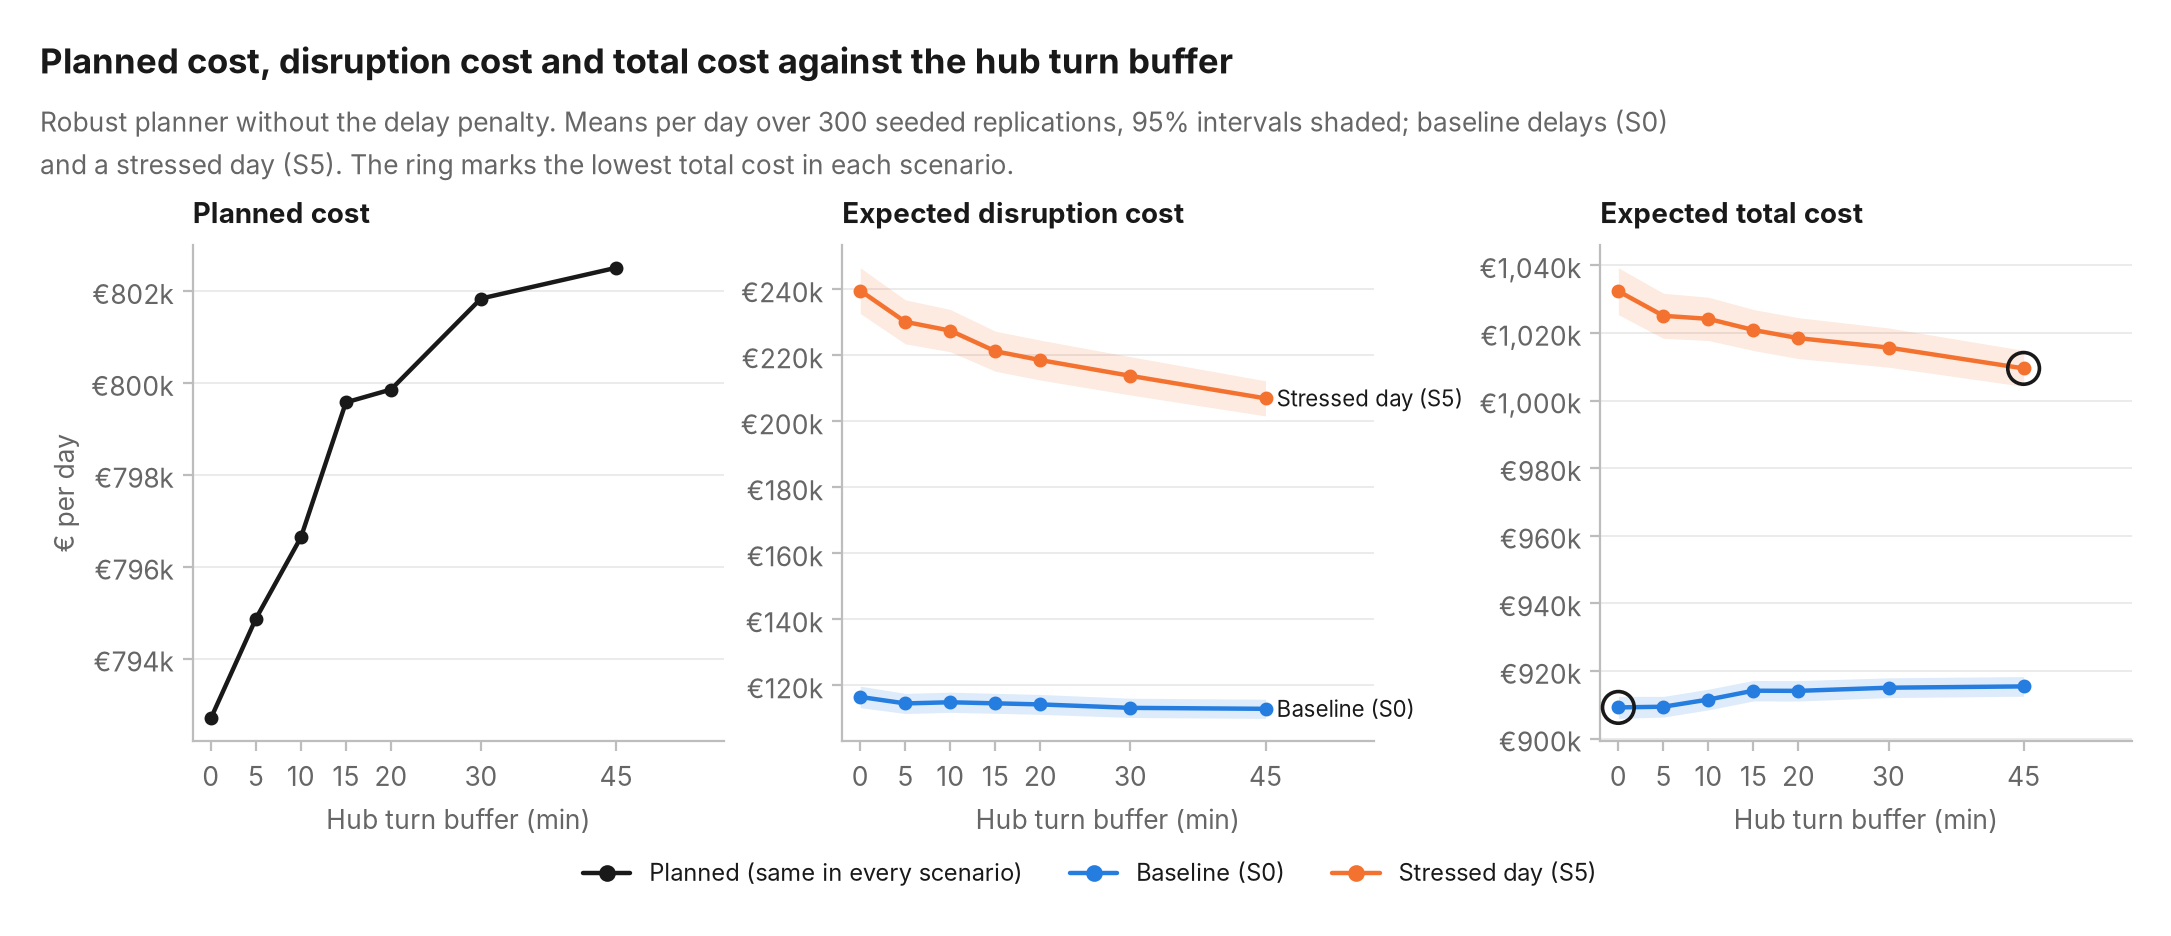 Planned cost, disruption cost and total cost against the hub turn buffer
Robust planner without the delay penalty. Means per day over 300 seeded replications, 95% intervals shaded; baseline delays (S0)
and a stressed day (S5). The ring marks the lowest total cost in each scenario.
Planned cost
€ per day
€802k
€800k
€798k
€796k
€794k
0 5 10 15 20 30 45
Hub turn buffer (min)
Expected disruption cost
€240k
€220k
€200k
€180k
€160k
€140k
€120k
Stressed day (S5)
Baseline (S0)
0 5 10 15 20 30 45
Hub turn buffer (min)
Expected total cost
€1,040k
€1,020k
€1,000k
€980k
€960k
€940k
€920k
€900k
0 5 10 15 20 30 45
Hub turn buffer (min)
Planned (same in every scenario) Baseline (S0) Stressed day (S5)